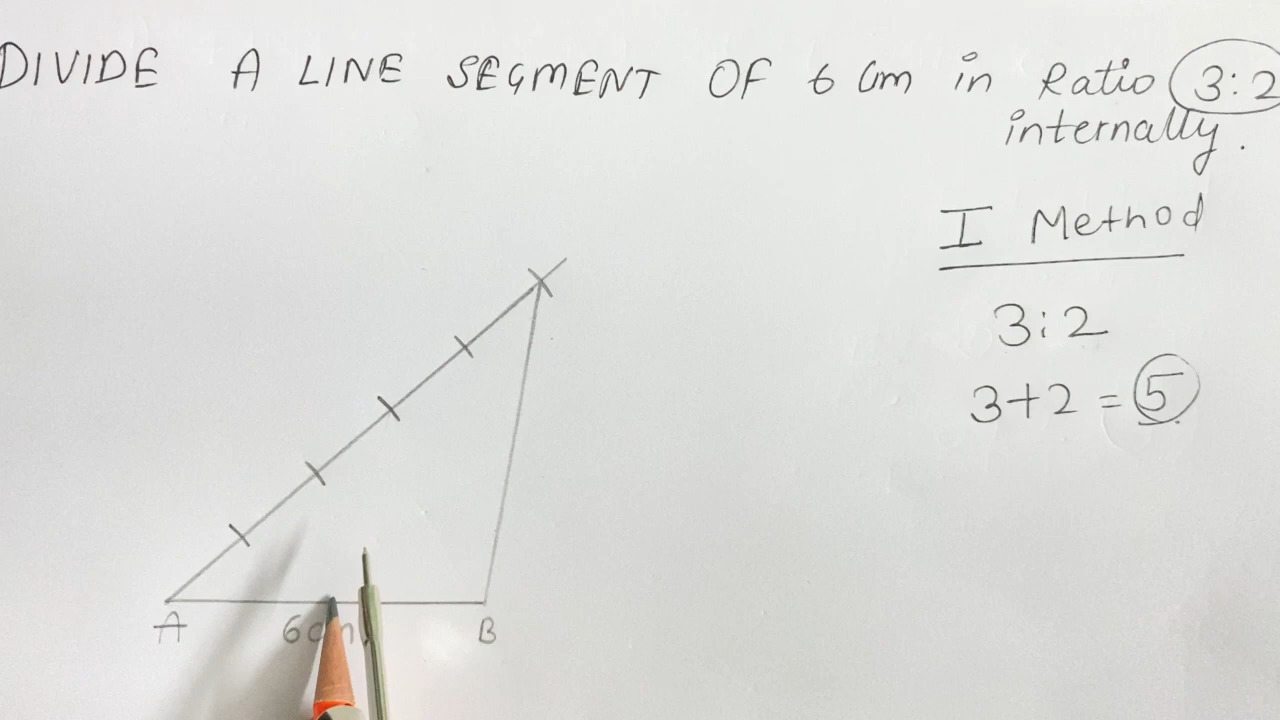 DIVIDE A LINE SEGMENT OF 6 cm in Ratio 3:2
internally.
I Method
3:2
3+2 = 5
A 6cm B